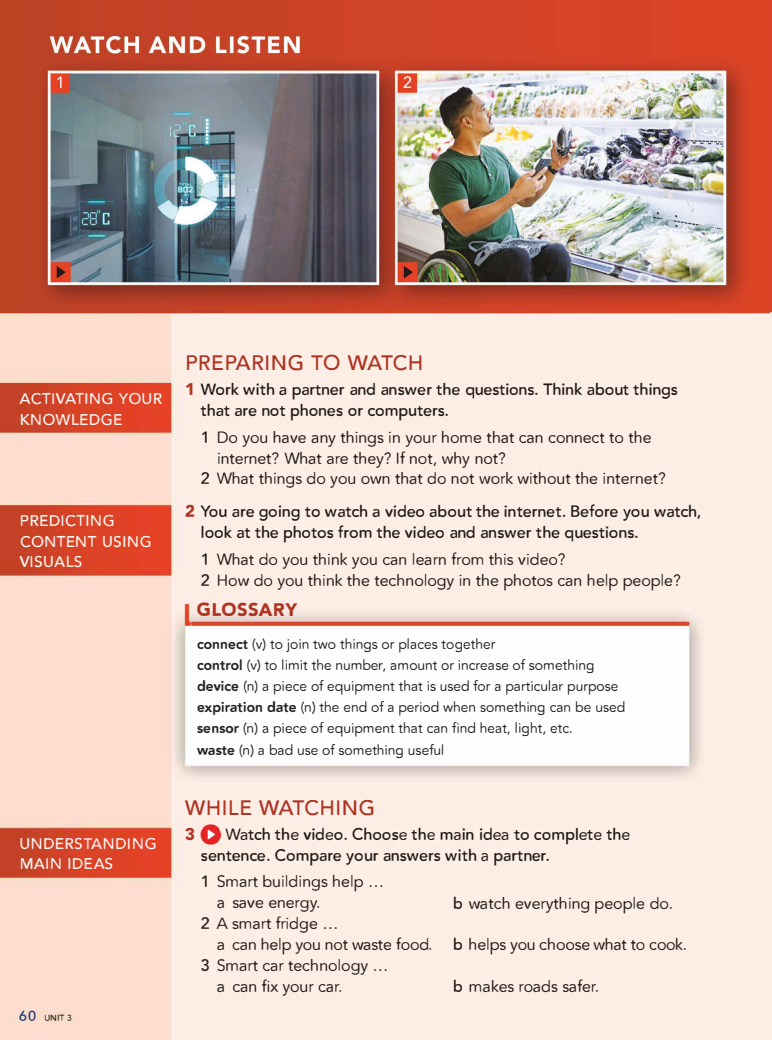 WATCH AND LISTEN
1
12°C
802
28°C
2
PREPARING TO WATCH
ACTIVATING YOUR
KNOWLEDGE
1 Work with a partner and answer the questions. Think about things
that are not phones or computers.
1 Do you have any things in your home that can connect to the
internet? What are they? If not, why not?
2 What things do you own that do not work without the internet?
PREDICTING
CONTENT USING
VISUALS
2 You are going to watch a video about the internet. Before you watch,
look at the photos from the video and answer the questions.
1 What do you think you can learn from this video?
2 How do you think the technology in the photos can help people?
GLOSSARY
connect (v) to join two things or places together
control (v) to limit the number, amount or increase of something
device (n) a piece of equipment that is used for a particular purpose
expiration date (n) the end of a period when something can be used
sensor (n) a piece of equipment that can find heat, light, etc.
waste (n) a bad use of something useful
WHILE WATCHING
UNDERSTANDING
MAIN IDEAS
3 Watch the video. Choose the main idea to complete the
sentence. Compare your answers with a partner.
1 Smart buildings help …
a save energy. b watch everything people do.
2 A smart fridge …
a can help you not waste food. b helps you choose what to cook.
3 Smart car technology …
a can fix your car. b makes roads safer.
60 UNIT 3